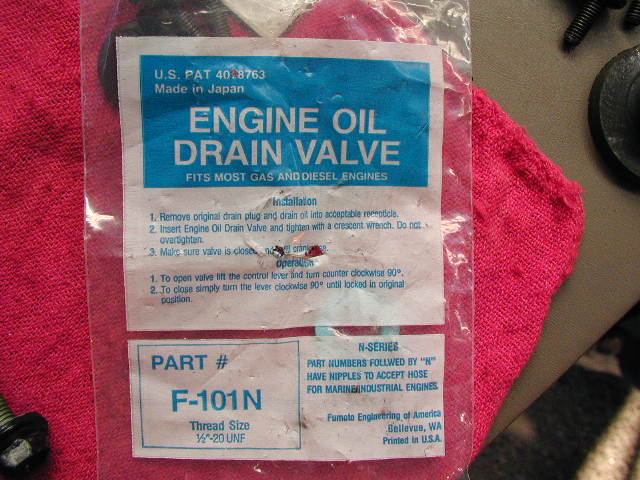 U.S. PAT 4018763
Made in Japan
ENGINE OIL
DRAIN VALVE
FITS MOST GAS AND DIESEL ENGINES
Installation
1. Remove original drain plug and drain oil into acceptable recepticle.
2. Insert Engine Oil Drain Valve and tighten with a crescent wrench. Do not
overtighten.
3. Make sure valve is closed and fill crankcase.
Operation
1. To open valve lift the control lever and turn counter clockwise 90°.
2. To close simply turn the lever clockwise 90° until locked in original
position.
PART #
F-101N
Thread Size
½"-20 UNF
N-SERIES
PART NUMBERS FOLLWED BY "N"
HAVE NIPPLES TO ACCEPT HOSE
FOR MARINE/INDUSTRIAL ENGINES.
Fumoto Engineering of America
Bellevue, WA
Printed in U.S.A.